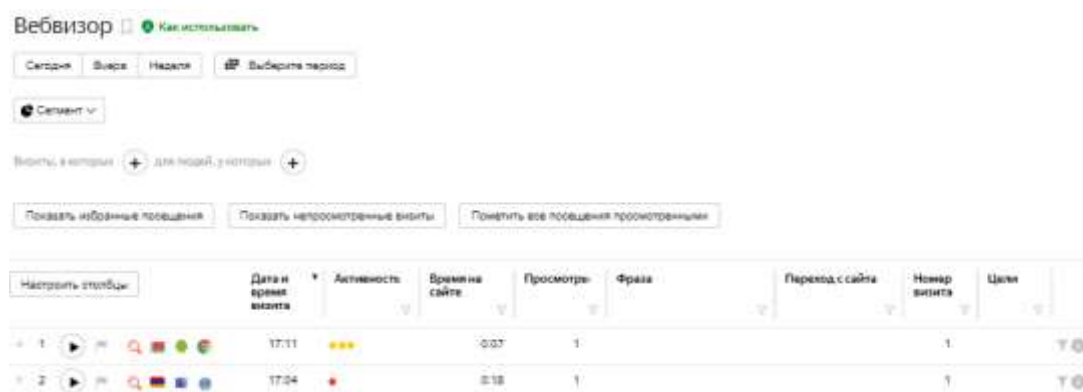 Вебвизор Как использовать
Сегодня Вчера Неделя Выберите период
Сегмент
Визиты, в которых + для людей, у которых +
Показать избранные посещения Показать непросмотренные визиты Пометить все посещения просмотренными
Настроить столбцы Дата и время визита Активность Время на сайте Просмотры Фраза Переход с сайта Номер визита Цели
1 17:11 0:07 1 1
2 17:04 0:18 1 1